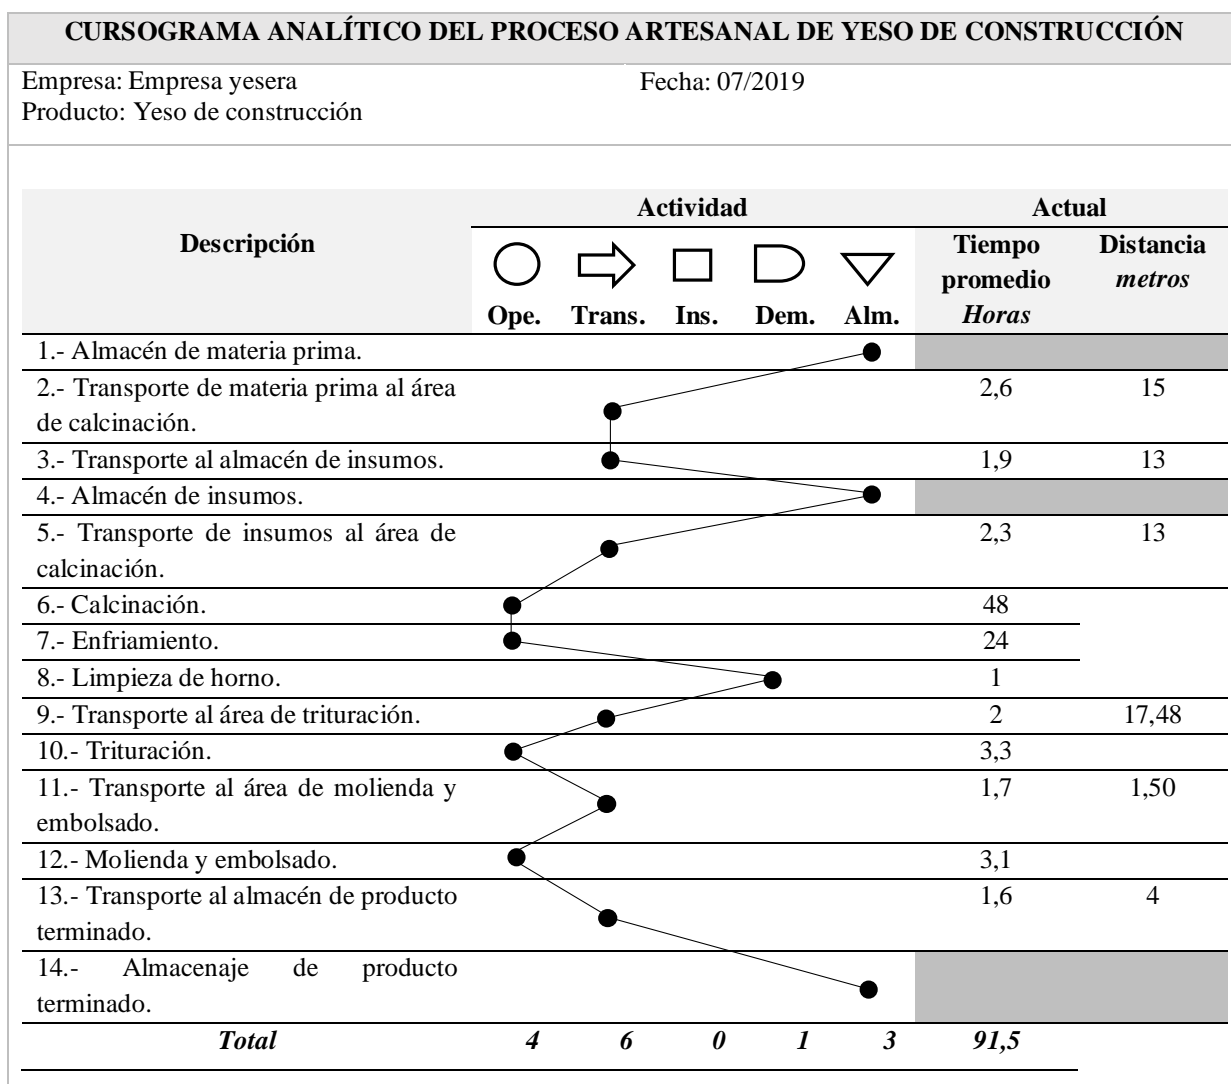 CURSOGRAMA ANALÍTICO DEL PROCESO ARTESANAL DE YESO DE CONSTRUCCIÓN
Empresa: Empresa yesera Fecha: 07/2019
Producto: Yeso de construcción
Actividad Actual
Descripción Tiempo Distancia
promedio metros
Ope. Trans. Ins. Dem. Alm. Horas
1.- Almacén de materia prima.
2.- Transporte de materia prima al área 2,6 15
de calcinación.
3.- Transporte al almacén de insumos. 1,9 13
4.- Almacén de insumos.
5.- Transporte de insumos al área de 2,3 13
calcinación.
6.- Calcinación. 48
7.- Enfriamiento. 24
8.- Limpieza de horno. 1
9.- Transporte al área de trituración. 2 17,48
10.- Trituración. 3,3
11.- Transporte al área de molienda y 1,7 1,50
embolsado.
12.- Molienda y embolsado. 3,1
13.- Transporte al almacén de producto 1,6 4
terminado.
14.- Almacenaje de producto
terminado.
Total 4 6 0 1 3 91,5